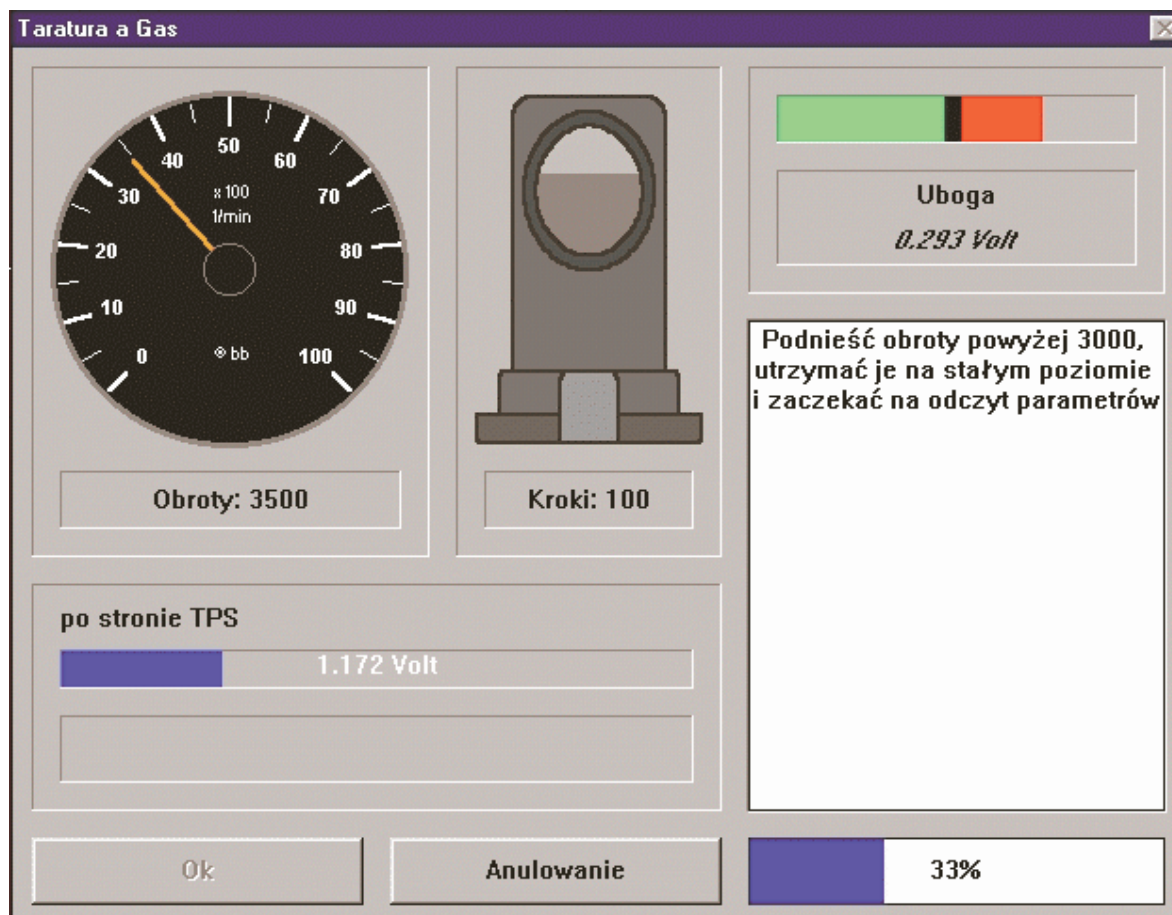 Taratura a Gas
50
40
60
30
x 100
70
1/min
20
80
10
90
0
® bb
100
Obroty: 3500
Kroki: 100
Uboga
0.293 Volt
Podnieść obroty powyżej 3000,
utrzymać je na stałym poziomie
i zaczekać na odczyt parametrów
po stronie TPS
1.172 Volt
Ok
Anulowanie
33%